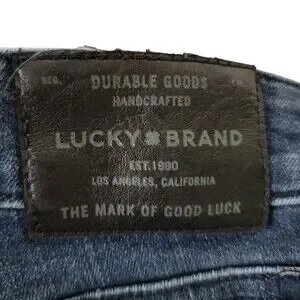 DURABLE GOODS
HANDCRAFTED
LUCKY BRAND
EST. 1990
LOS ANGELES, CALIFORNIA
THE MARK OF GOOD LUCK